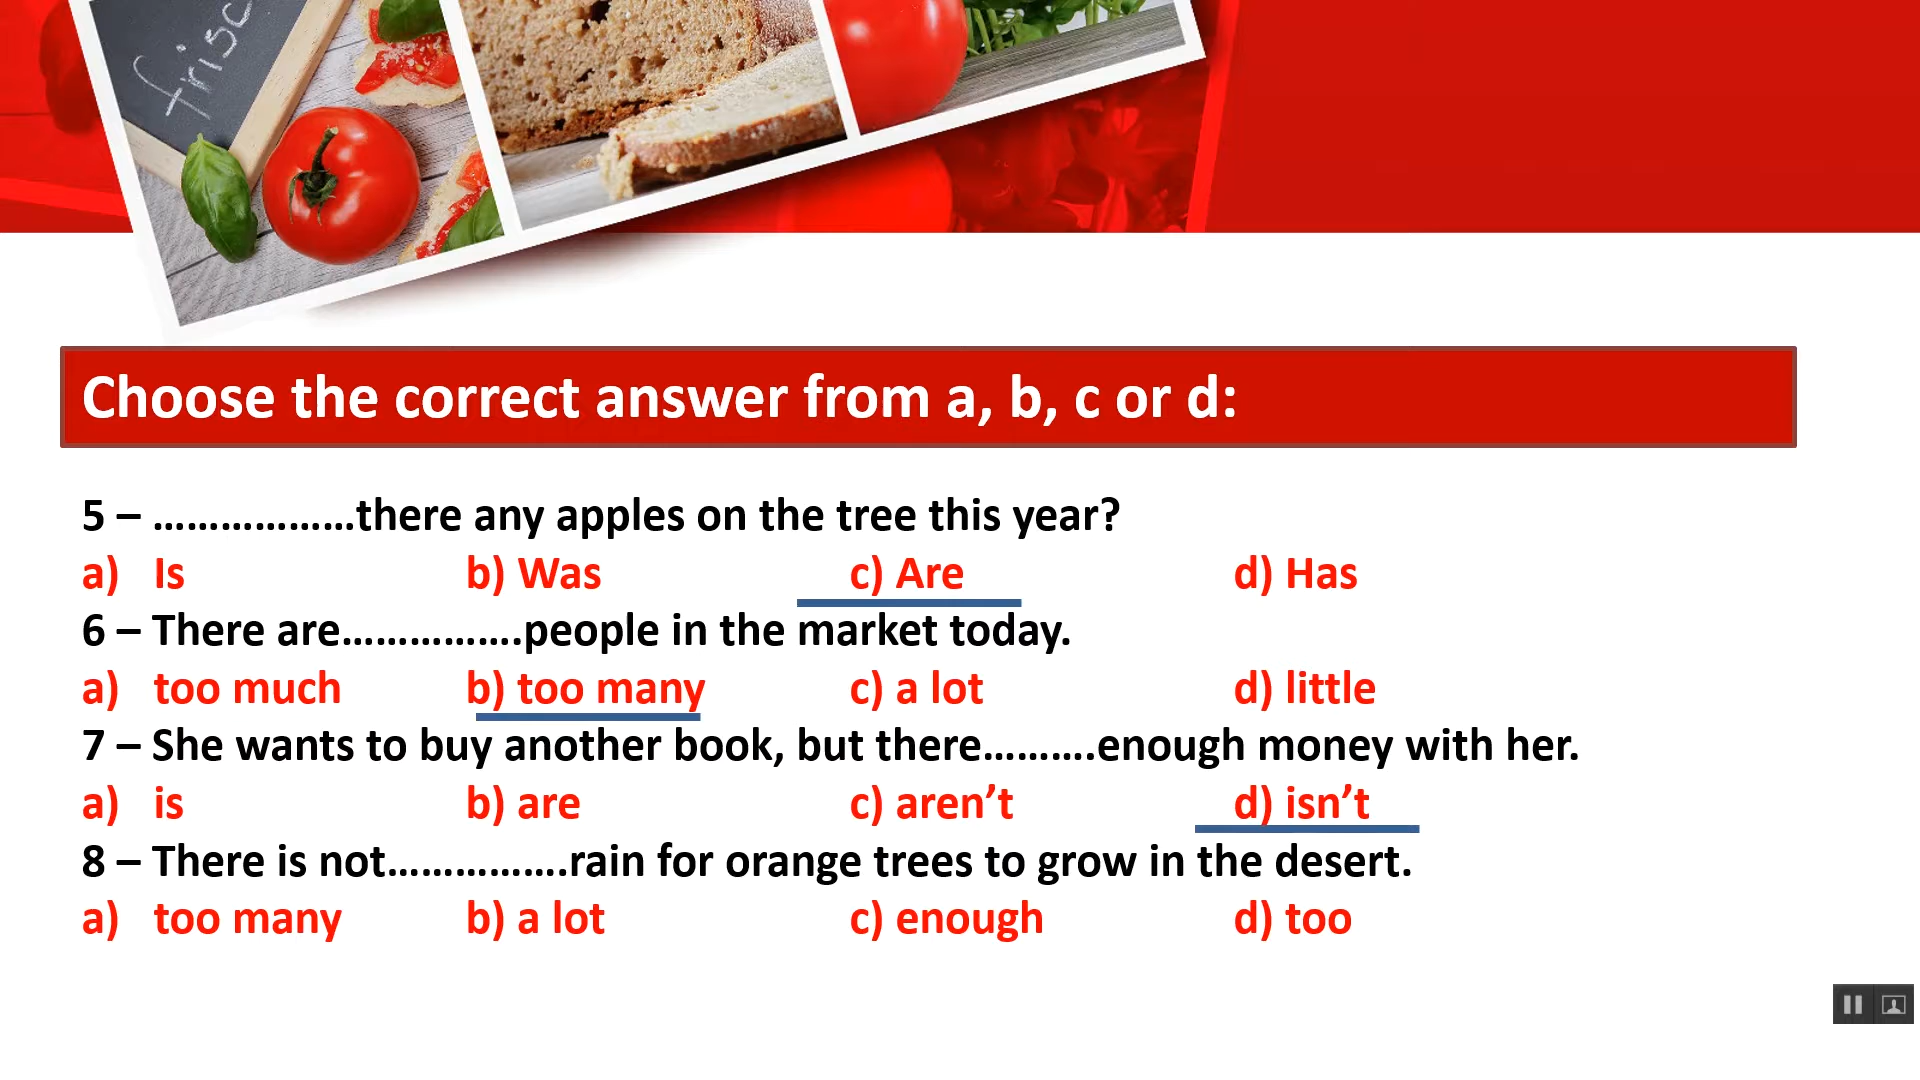 frisc
Choose the correct answer from a, b, c or d:
5 – ………………there any apples on the tree this year?
a) Is b) Was c) Are d) Has
6 – There are…………….people in the market today.
a) too much b) too many c) a lot d) little
7 – She wants to buy another book, but there……….enough money with her.
a) is b) are c) aren’t d) isn’t
8 – There is not…………….rain for orange trees to grow in the desert.
a) too many b) a lot c) enough d) too